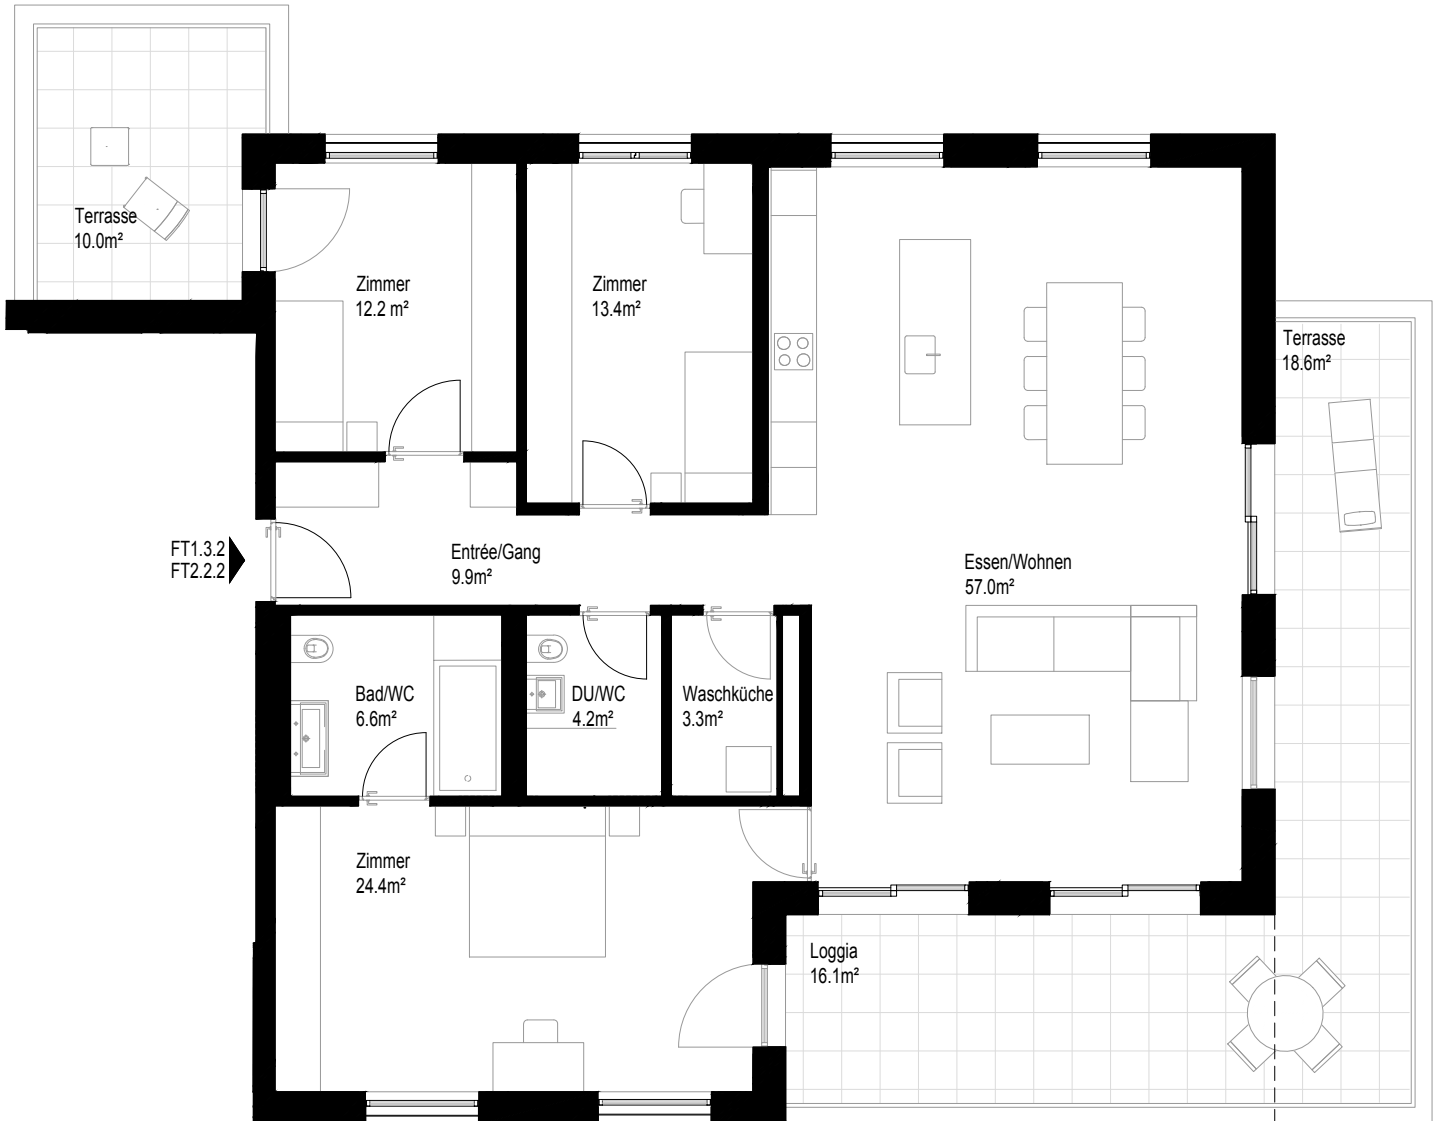 Terrasse
10.0m²
Zimmer
12.2 m²
Zimmer
13.4m²
Terrasse
18.6m²
FT1.3.2
FT2.2.2
Entrée/Gang
9.9m²
Essen/Wohnen
57.0m²
Bad/WC
6.6m²
DU/WC
4.2m²
Waschküche
3.3m²
Zimmer
24.4m²
Loggia
16.1m²